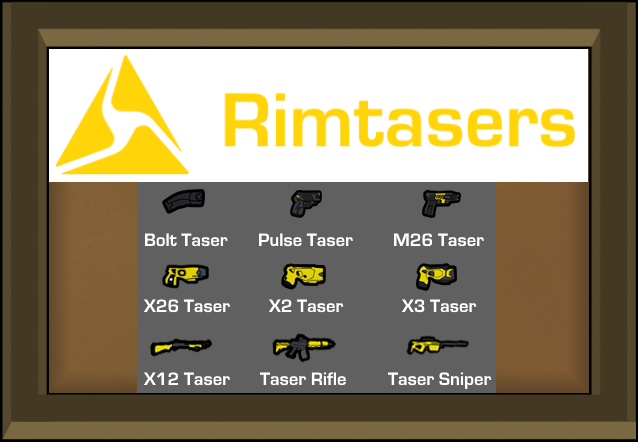 Rimtasers
Bolt Taser Pulse Taser M26 Taser
X26 Taser X2 Taser X3 Taser
X12 Taser Taser Rifle Taser Sniper